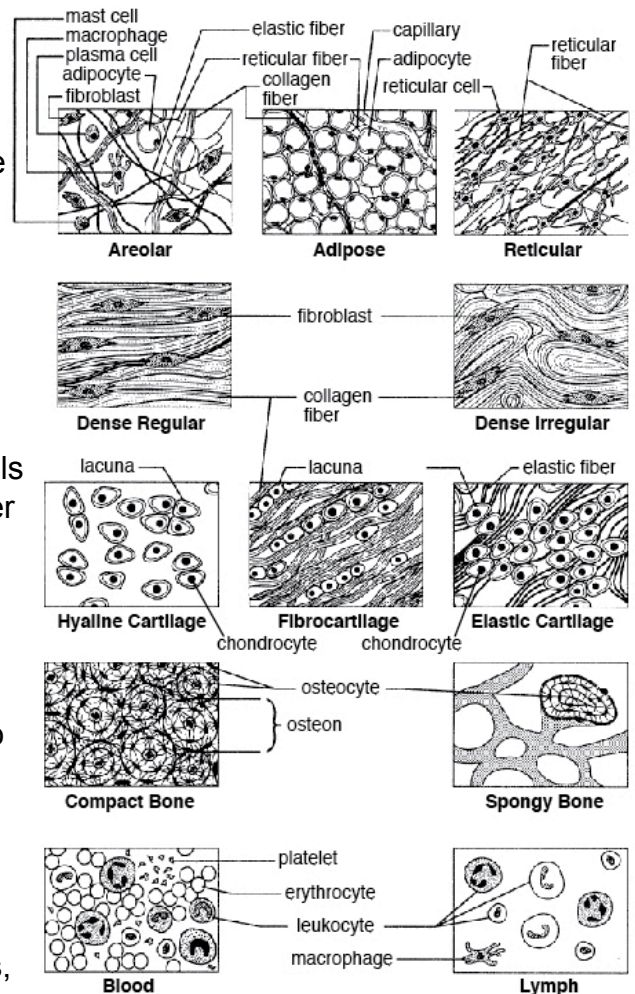 mast cell
macrophage
plasma cell
adipocyte
fibroblast
elastic fiber
reticular fiber
collagen
fiber
capillary
adipocyte
reticular cell
reticular
fiber
e
Areolar
Adipose
Reticular
fibroblast
collagen
fiber
Dense Regular
Dense Irregular
ls
er
lacuna
lacuna
elastic fiber
Hyaline Cartilage
Fibrocartilage
Elastic Cartilage
chondrocyte
chondrocyte
osteocyte
osteon
Compact Bone
Spongy Bone
platelet
erythrocyte
leukocyte
macrophage
s,
Blood
Lymph